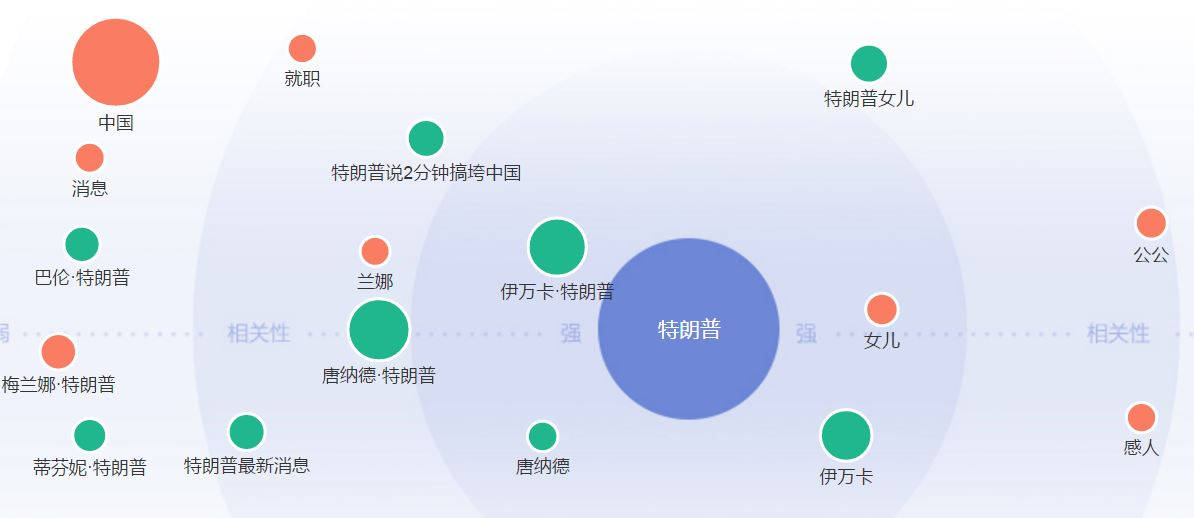 就职
特朗普女儿
中国
特朗普说2分钟搞垮中国
消息
公公
巴伦·特朗普
兰娜
伊万卡·特朗普
弱
相关性
强
特朗普
强
女儿
相关性
梅兰娜·特朗普
唐纳德·特朗普
感人
蒂芬妮·特朗普
特朗普最新消息
唐纳德
伊万卡